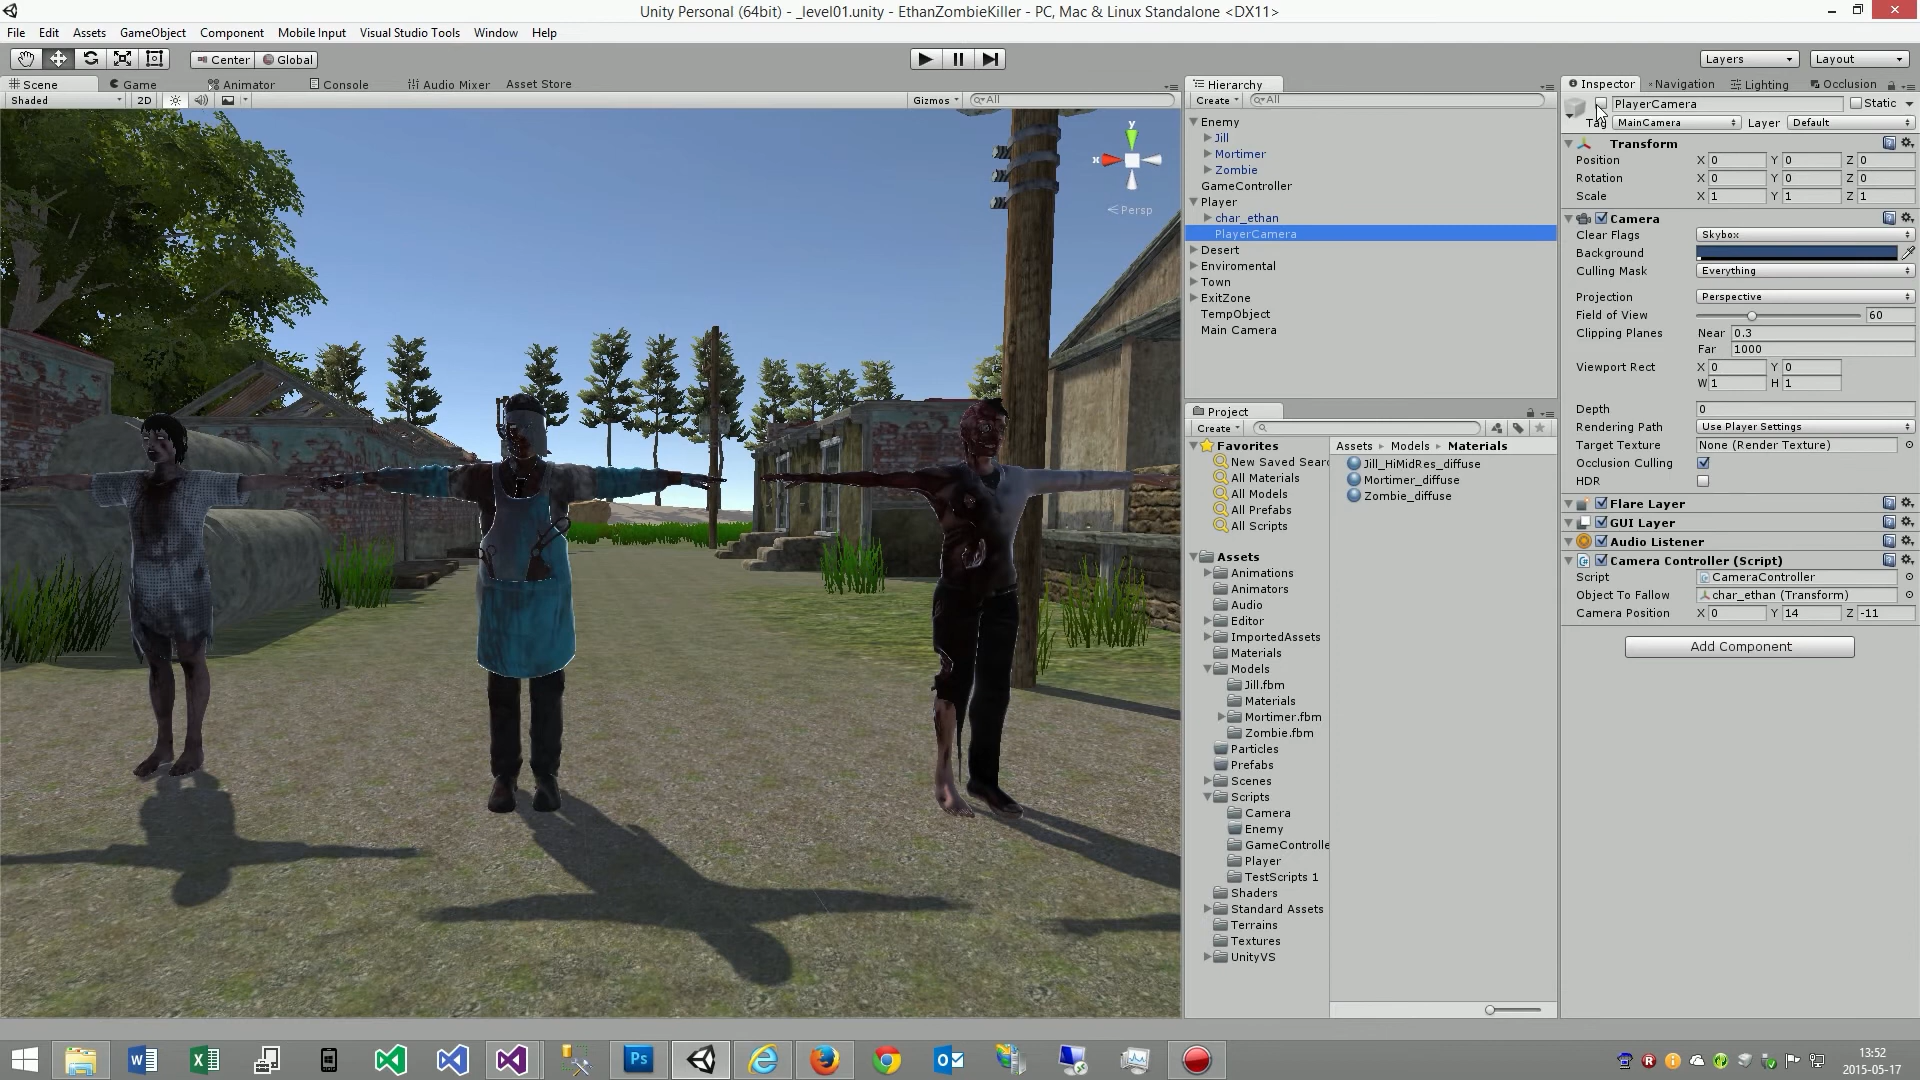 Unity Personal (64bit) - _level01.unity - EthanZombieKiller - PC, Mac & Linux Standalone <DX11>
File Edit Assets GameObject Component Mobile Input Visual Studio Tools Window Help
Center Global Layers Layout
Scene Game Animator Console Audio Mixer Asset Store
Shaded 2D Gizmos All
y
x
Persp
Hierarchy
Create All
Enemy
Jill
Mortimer
Zombie
GameController
Player
char_ethan
PlayerCamera
Desert
Enviromental
Town
ExitZone
TempObject
Main Camera
Project
Create
Favorites
New Saved Sear
All Materials
All Models
All Prefabs
All Scripts
Assets
Animations
Animators
Audio
Editor
ImportedAssets
Materials
Models
Jill.fbm
Materials
Mortimer.fbm
Zombie.fbm
Particles
Prefabs
Scenes
Scripts
Camera
Enemy
GameControlle
Player
TestScripts 1
Shaders
Standard Assets
Terrains
Textures
UnityVS
Assets Models Materials
Jill_HiMidRes_diffuse
Mortimer_diffuse
Zombie_diffuse
Inspector Navigation Lighting Occlusion
PlayerCamera Static
Tag MainCamera Layer Default
Transform
Position X 0 Y 0 Z 0
Rotation X 0 Y 0 Z 0
Scale X 1 Y 1 Z 1
Camera
Clear Flags Skybox
Background
Culling Mask Everything
Projection Perspective
Field of View 60
Clipping Planes Near 0.3
Far 1000
Viewport Rect X 0 Y 0
W 1 H 1
Depth 0
Rendering Path Use Player Settings
Target Texture None (Render Texture)
Occlusion Culling
HDR
Flare Layer
GUI Layer
Audio Listener
Camera Controller (Script)
Script CameraController
Object To Fallow char_ethan (Transform)
Camera Position X 0 Y 14 Z -11
Add Component
Ps
13:52
2015-05-17